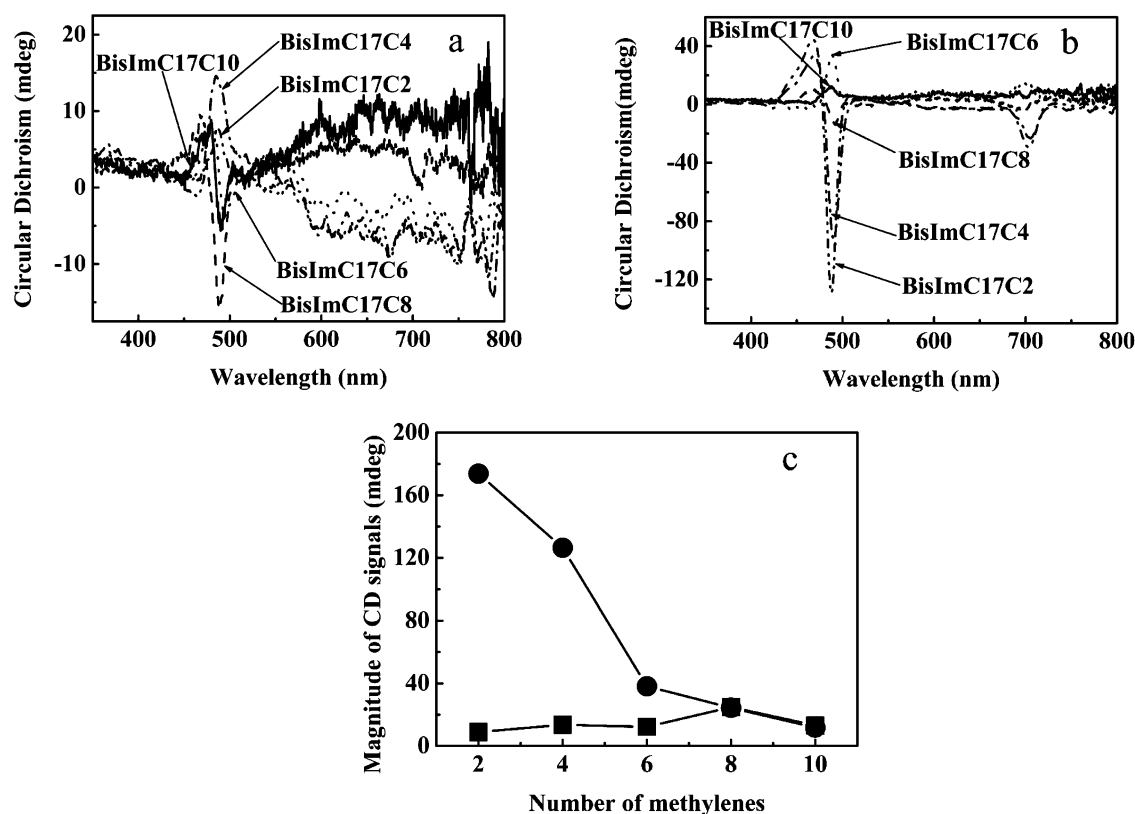 20
10
0
-10
400 500 600 700 800
Circular Dichroism (mdeg)
Wavelength (nm)
a
BisImC17C4
BisImC17C10
BisImC17C2
BisImC17C6
BisImC17C8
40
0
-40
-80
-120
400 500 600 700 800
Circular Dichroism(mdeg)
Wavelength (nm)
b
BisImC17C10
BisImC17C6
BisImC17C8
BisImC17C4
BisImC17C2
200
160
120
80
40
0
2 4 6 8 10
Magnitude of CD signals (mdeg)
Number of methylenes
c